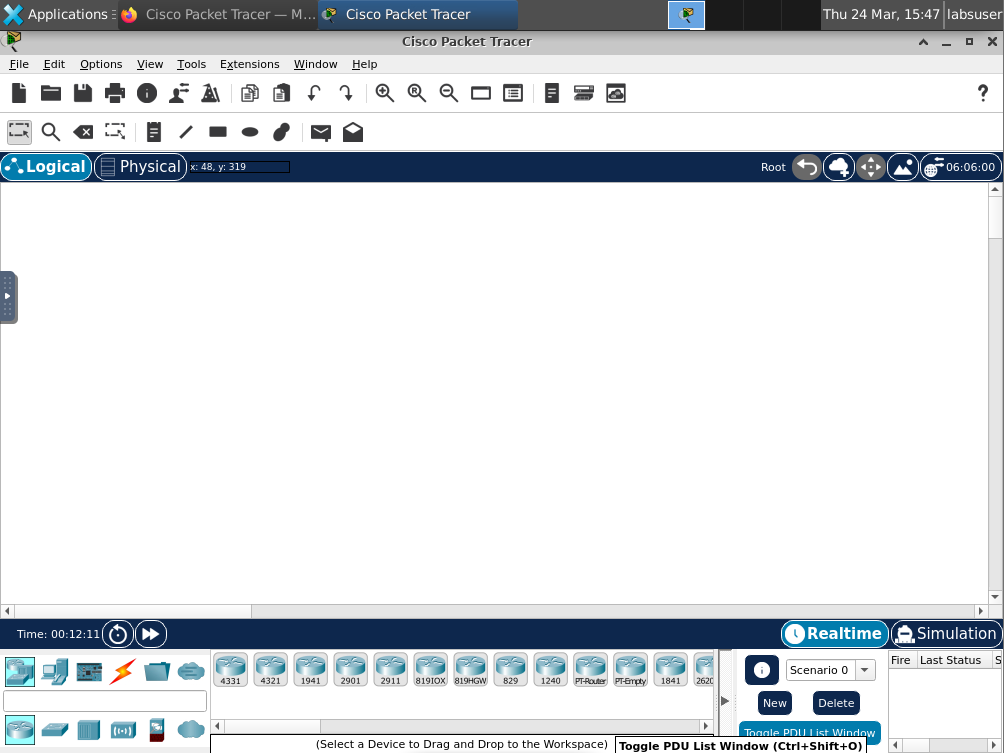 Applications
Cisco Packet Tracer — M...
Cisco Packet Tracer
Thu 24 Mar, 15:47
labsuser
Cisco Packet Tracer
File Edit Options View Tools Extensions Window Help
?
Logical
Physical
x: 48, y: 319
Root
06:06:00
Time: 00:12:11
Realtime
Simulation
4331 4321 1941 2901 2911 819IOX 819HGW 829 1240 PT-Router PT-Empty 1841 2620
Scenario 0
Fire Last Status S
New
Delete
Toggle PDU List Window
(Select a Device to Drag and Drop to the Workspace)
Toggle PDU List Window (Ctrl+Shift+O)